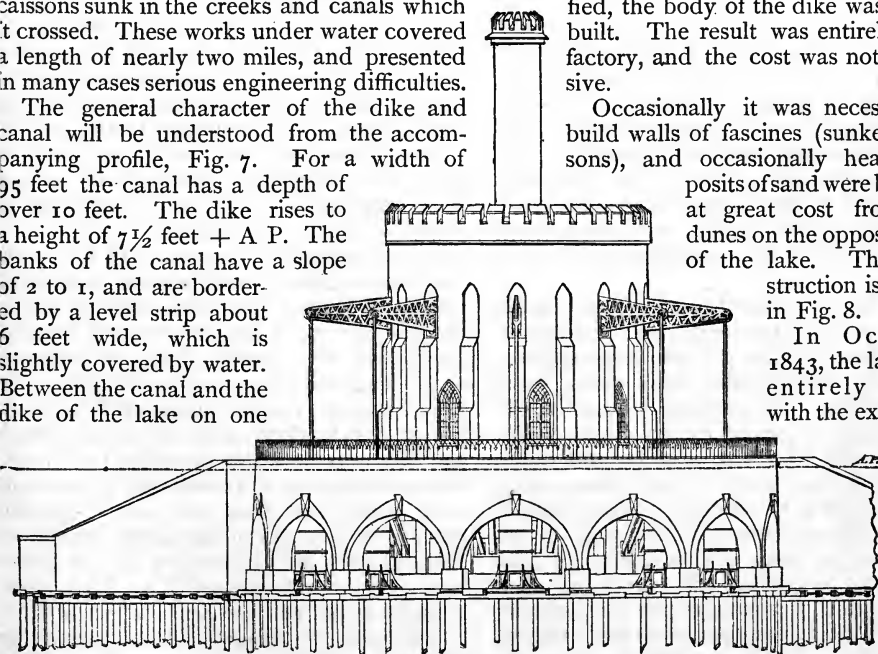 caissons sunk in the creeks and canals which
it crossed. These works under water covered
a length of nearly two miles, and presented
in many cases serious engineering difficulties.
The general character of the dike and
canal will be understood from the accom-
panying profile, Fig. 7. For a width of
95 feet the canal has a depth of
over 10 feet. The dike rises to
a height of 7½ feet + A P. The
banks of the canal have a slope
of 2 to 1, and are border-
ed by a level strip about
6 feet wide, which is
slightly covered by water.
Between the canal and the
dike of the lake on one
fied, the body of the dike was
built. The result was entirel
factory, and the cost was not
sive.
Occasionally it was neces
build walls of fascines (sunke
sons), and occasionally hea
posits of sand were b
at great cost fro
dunes on the oppos
of the lake. Th
struction is
in Fig. 8.
In Oc
1843, the la
entirely
with the ex